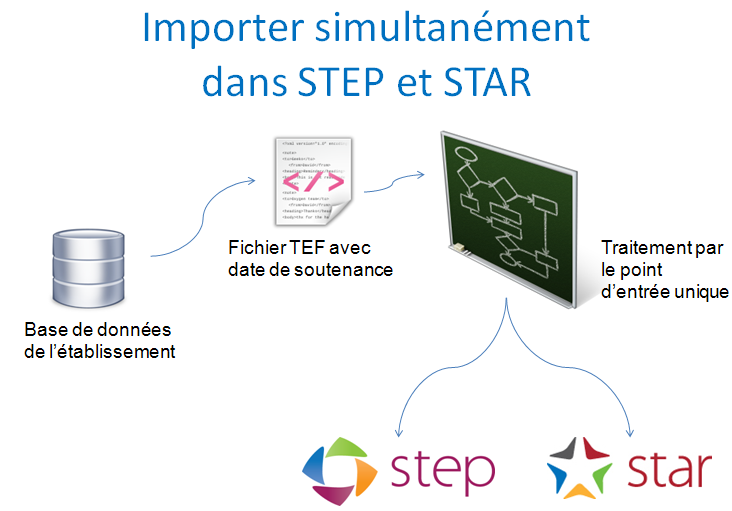 Importer simultanément
dans STEP et STAR
</>
Fichier TEF avec
date de soutenance
Traitement par
le point
d'entrée unique
Base de données
de l'établissement
step
star